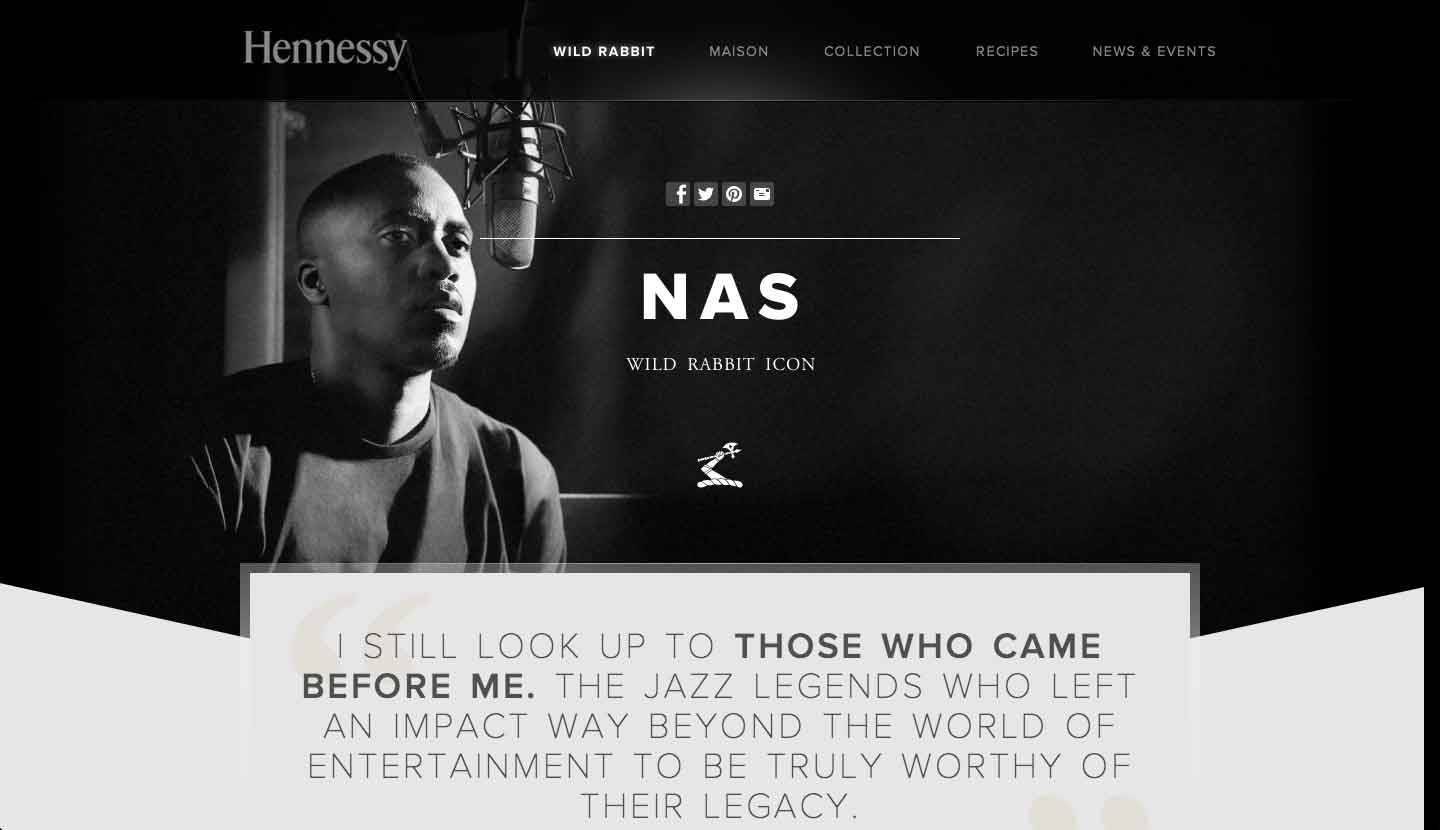 Hennessy
WILD RABBIT MAISON COLLECTION RECIPES NEWS & EVENTS
NAS
WILD RABBIT ICON
“
I STILL LOOK UP TO THOSE WHO CAME
BEFORE ME. THE JAZZ LEGENDS WHO LEFT
AN IMPACT WAY BEYOND THE WORLD OF
ENTERTAINMENT TO BE TRULY WORTHY OF
THEIR LEGACY.
”